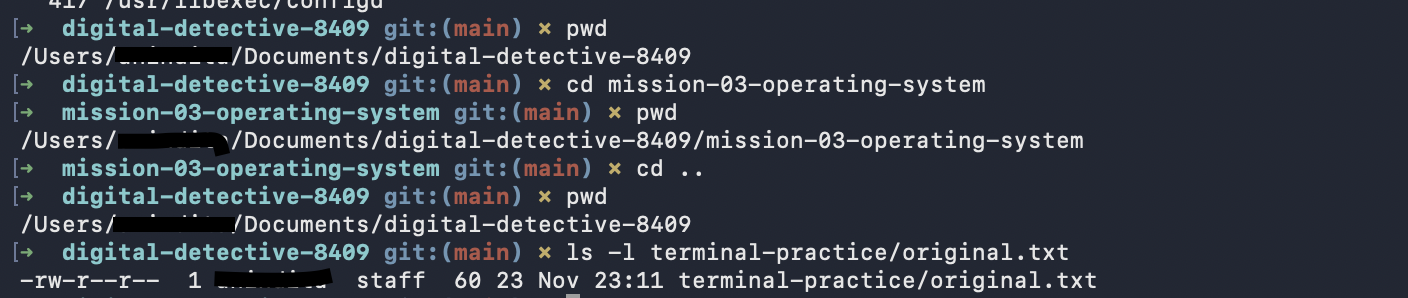 417 /usr/libexec/configd
[➜ digital-detective-8409 git:(main) × pwd
/Users/ /Documents/digital-detective-8409
[➜ digital-detective-8409 git:(main) × cd mission-03-operating-system
[➜ mission-03-operating-system git:(main) × pwd
/Users/ /Documents/digital-detective-8409/mission-03-operating-system
[➜ mission-03-operating-system git:(main) × cd ..
[➜ digital-detective-8409 git:(main) × pwd
/Users/ /Documents/digital-detective-8409
[➜ digital-detective-8409 git:(main) × ls -l terminal-practice/original.txt
-rw-r--r-- 1 staff 60 23 Nov 23:11 terminal-practice/original.txt